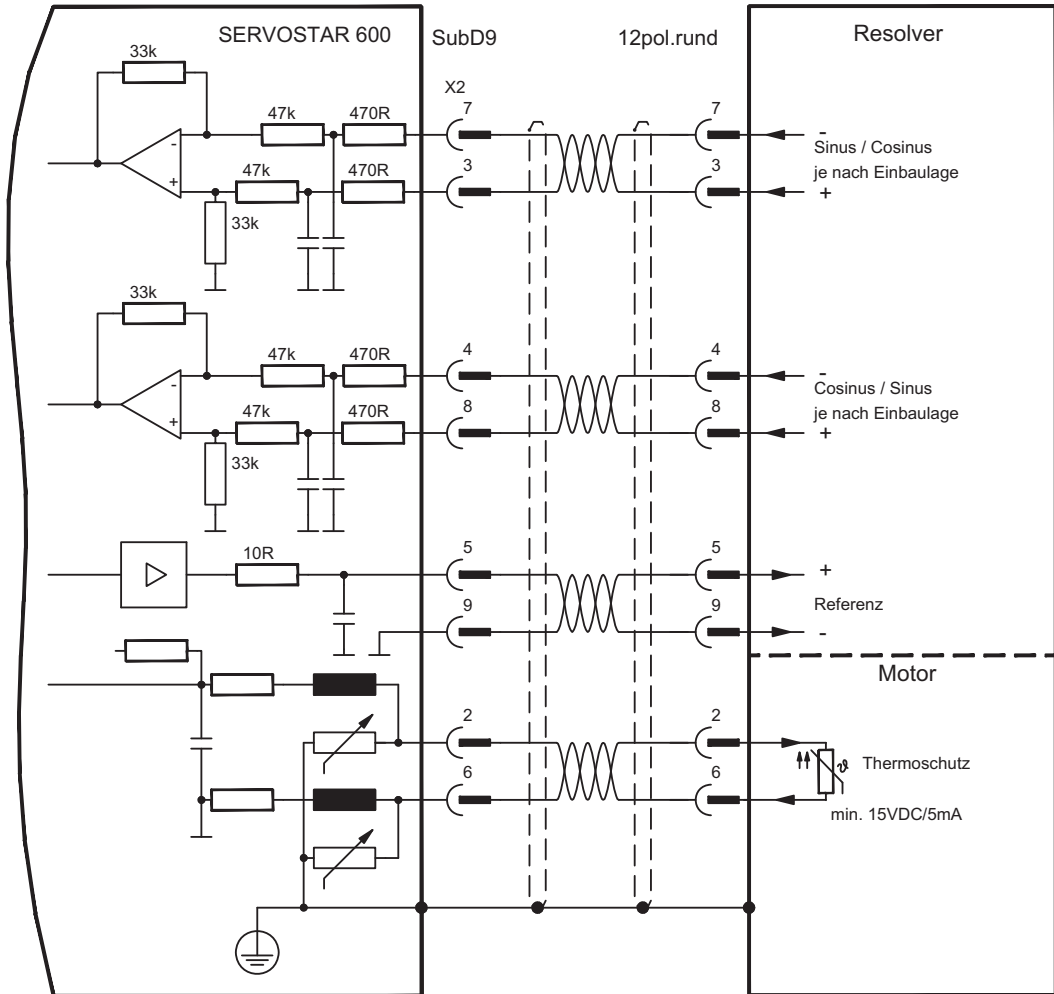 SERVOSTAR 600
SubD9
12pol.rund
Resolver
33k
X2
47k
470R
7
7
-
Sinus / Cosinus
je nach Einbaulage
-
+
47k
470R
3
3
+
33k
33k
47k
470R
4
4
-
Cosinus / Sinus
je nach Einbaulage
-
+
47k
470R
8
8
+
33k
10R
5
5
+
Referenz
9
9
-
Motor
2
2
ϑ
Thermoschutz
6
6
min. 15VDC/5mA